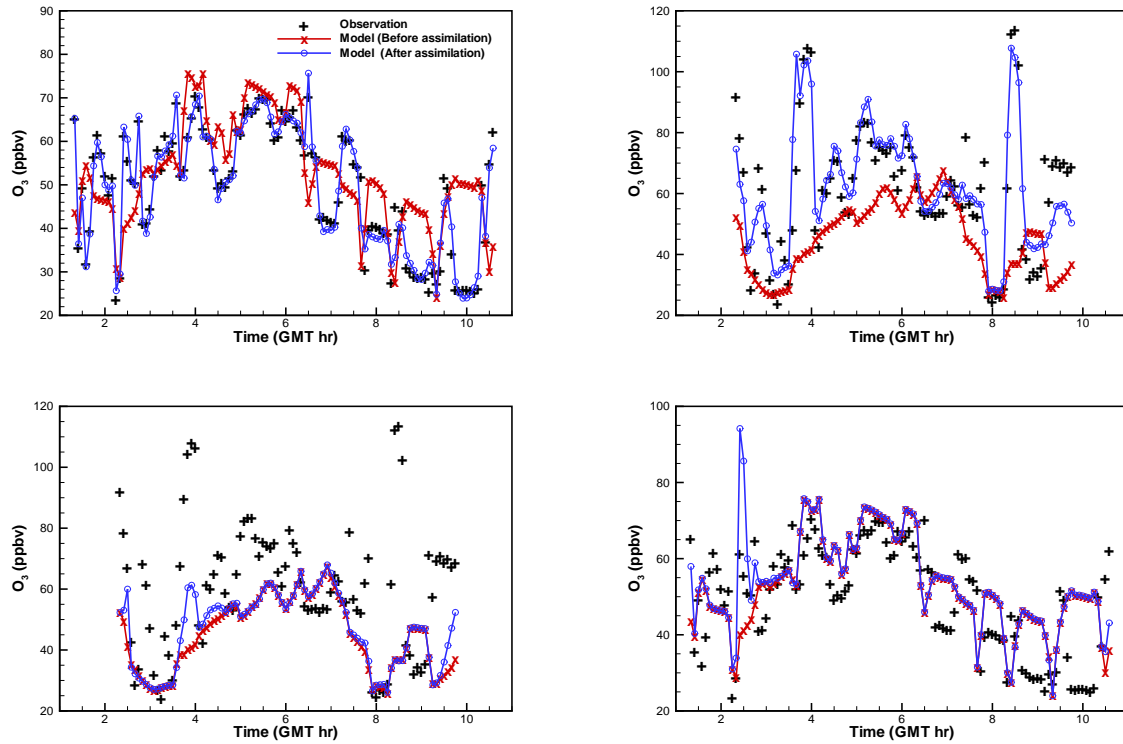 90
80
70
60
50
40
30
20
O3 (ppbv)
2 4 6 8 10
Time (GMT hr)
Observation
Model (Before assimilation)
Model (After assimilation)
120
100
80
60
40
20
O3 (ppbv)
2 4 6 8 10
Time (GMT hr)
120
100
80
60
40
20
O3 (ppbv)
2 4 6 8 10
Time (GMT hr)
100
80
60
40
20
O3 (ppbv)
2 4 6 8 10
Time (GMT hr)